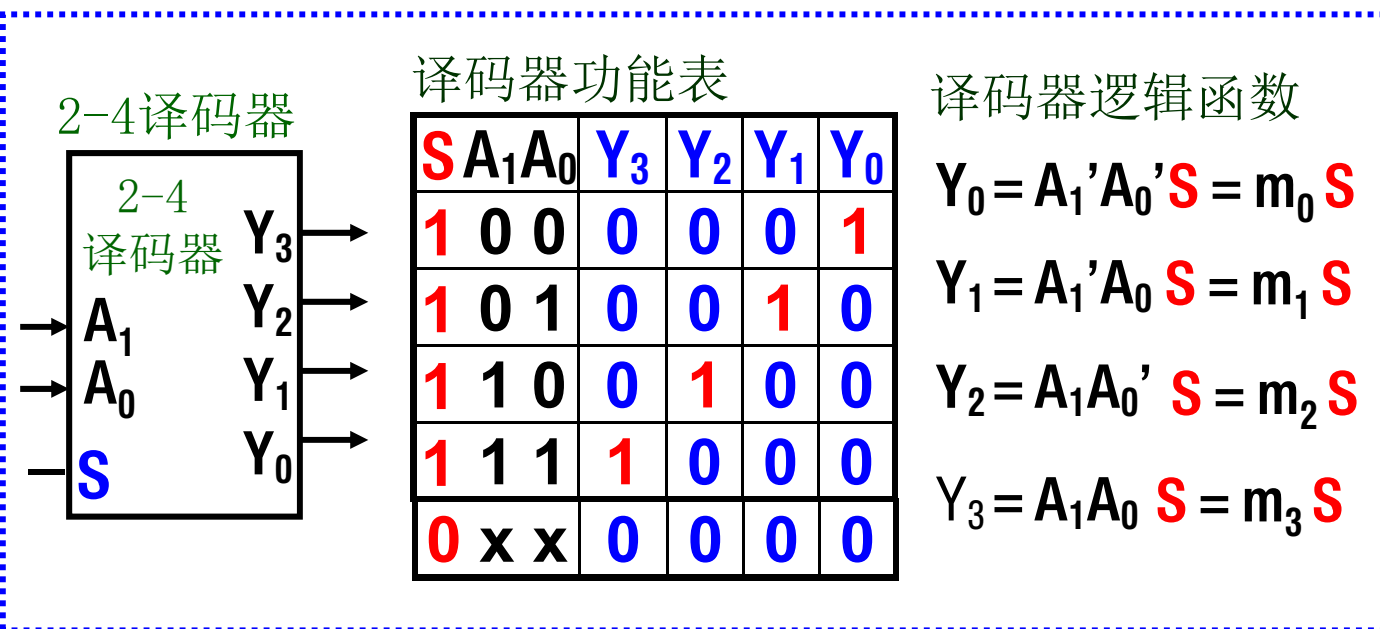 2-4译码器
2-4
译码器
Y₃
Y₂
A₁
Y₁
A₀
Y₀
S
译码器功能表
S A₁A₀ Y₃ Y₂ Y₁ Y₀
1 0 0 0 0 0 1
1 0 1 0 0 1 0
1 1 0 0 1 0 0
1 1 1 1 0 0 0
0 x x 0 0 0 0
译码器逻辑函数
Y₀ = A₁’A₀’S = m₀ S
Y₁ = A₁’A₀ S = m₁ S
Y₂ = A₁A₀’ S = m₂ S
Y₃ = A₁A₀ S = m₃ S